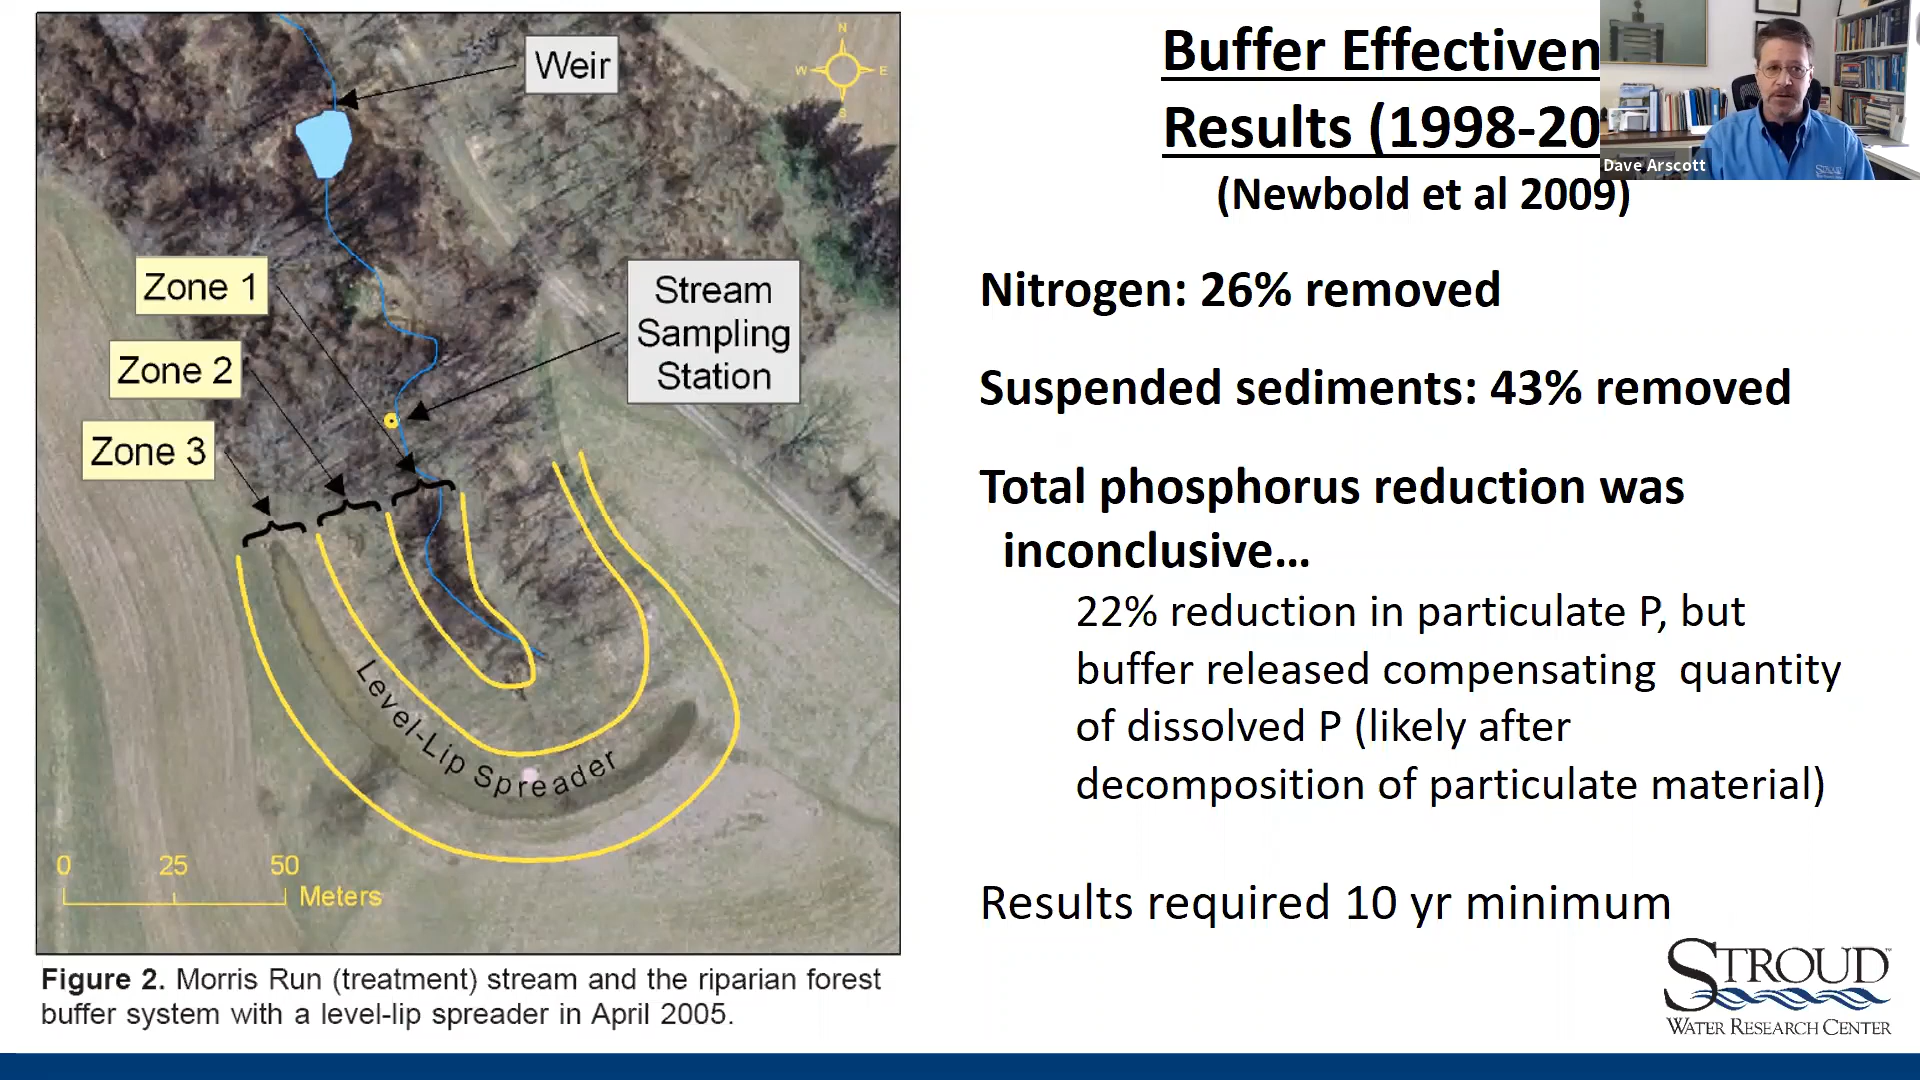 Weir
N
W E
S
Zone 1
Zone 2
Zone 3
Stream
Sampling
Station
Level-Lip Spreader
0 25 50
Meters
Figure 2. Morris Run (treatment) stream and the riparian forest
buffer system with a level-lip spreader in April 2005.
Buffer Effectiven
Results (1998-20
(Newbold et al 2009)
Nitrogen: 26% removed
Suspended sediments: 43% removed
Total phosphorus reduction was
inconclusive...
22% reduction in particulate P, but
buffer released compensating quantity
of dissolved P (likely after
decomposition of particulate material)
Results required 10 yr minimum
Dave Arscott
STROUD
STROUD™
WATER RESEARCH CENTER